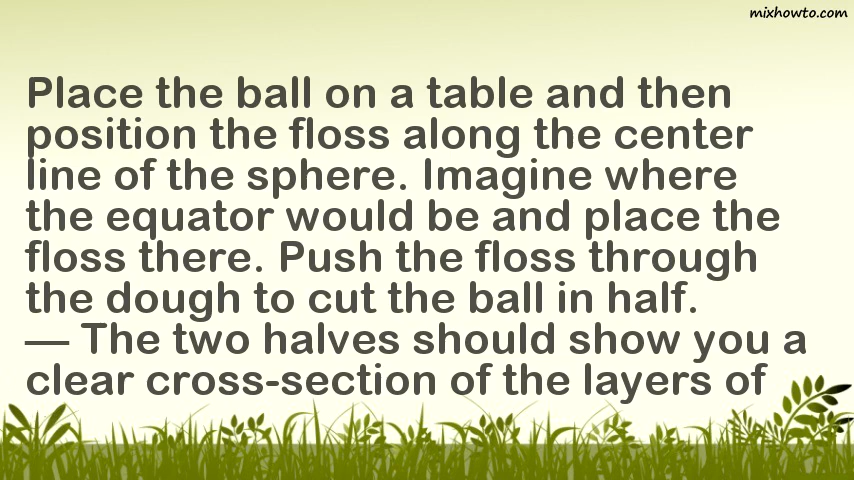 mixhowto.com
Place the ball on a table and then
position the floss along the center
line of the sphere. Imagine where
the equator would be and place the
floss there. Push the floss through
the dough to cut the ball in half.
— The two halves should show you a
clear cross-section of the layers of